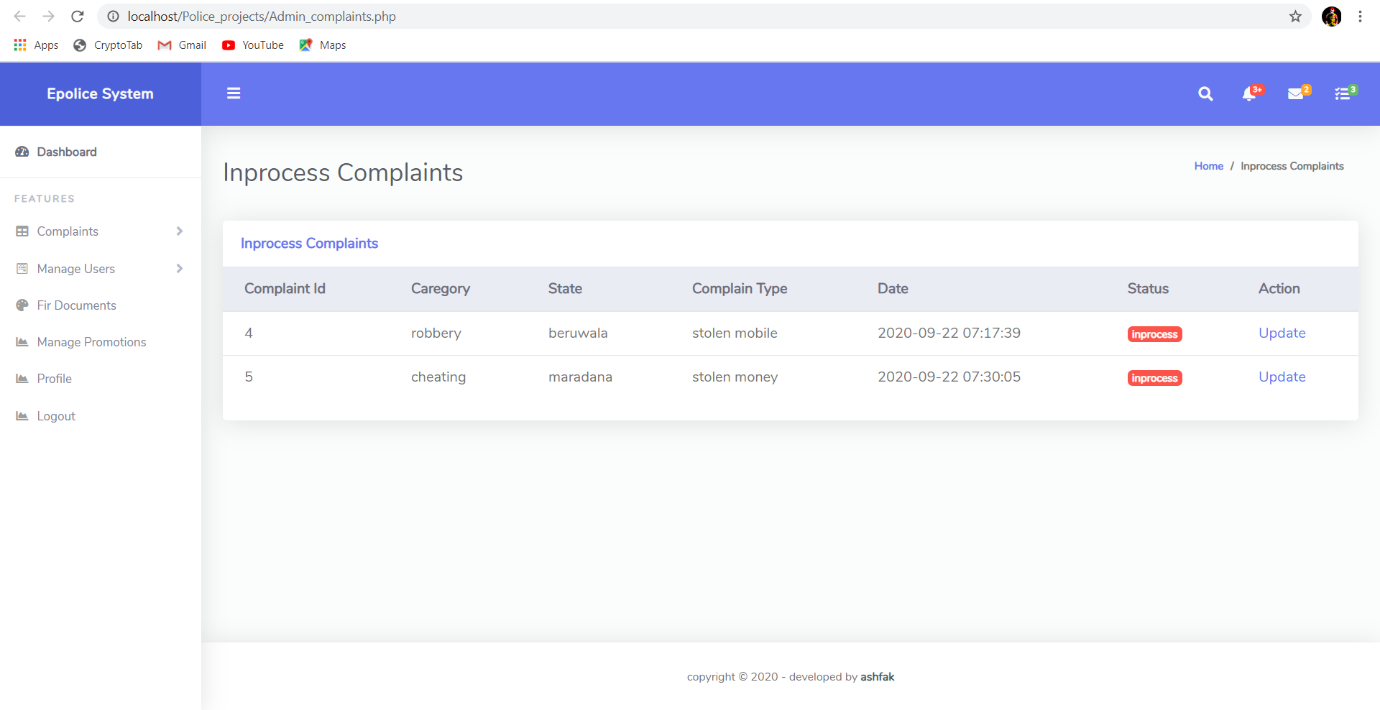 localhost/Police_projects/Admin_complaints.php
Apps CryptoTab Gmail YouTube Maps
Epolice System 3+ 2 3
Dashboard
Inprocess Complaints Home / Inprocess Complaints
FEATURES
Complaints
Manage Users
Fir Documents
Manage Promotions
Profile
Logout
Inprocess Complaints
Complaint Id Caregory State Complain Type Date Status Action
4 robbery beruwala stolen mobile 2020-09-22 07:17:39 inprocess Update
5 cheating maradana stolen money 2020-09-22 07:30:05 inprocess Update
copyright © 2020 - developed by ashfak